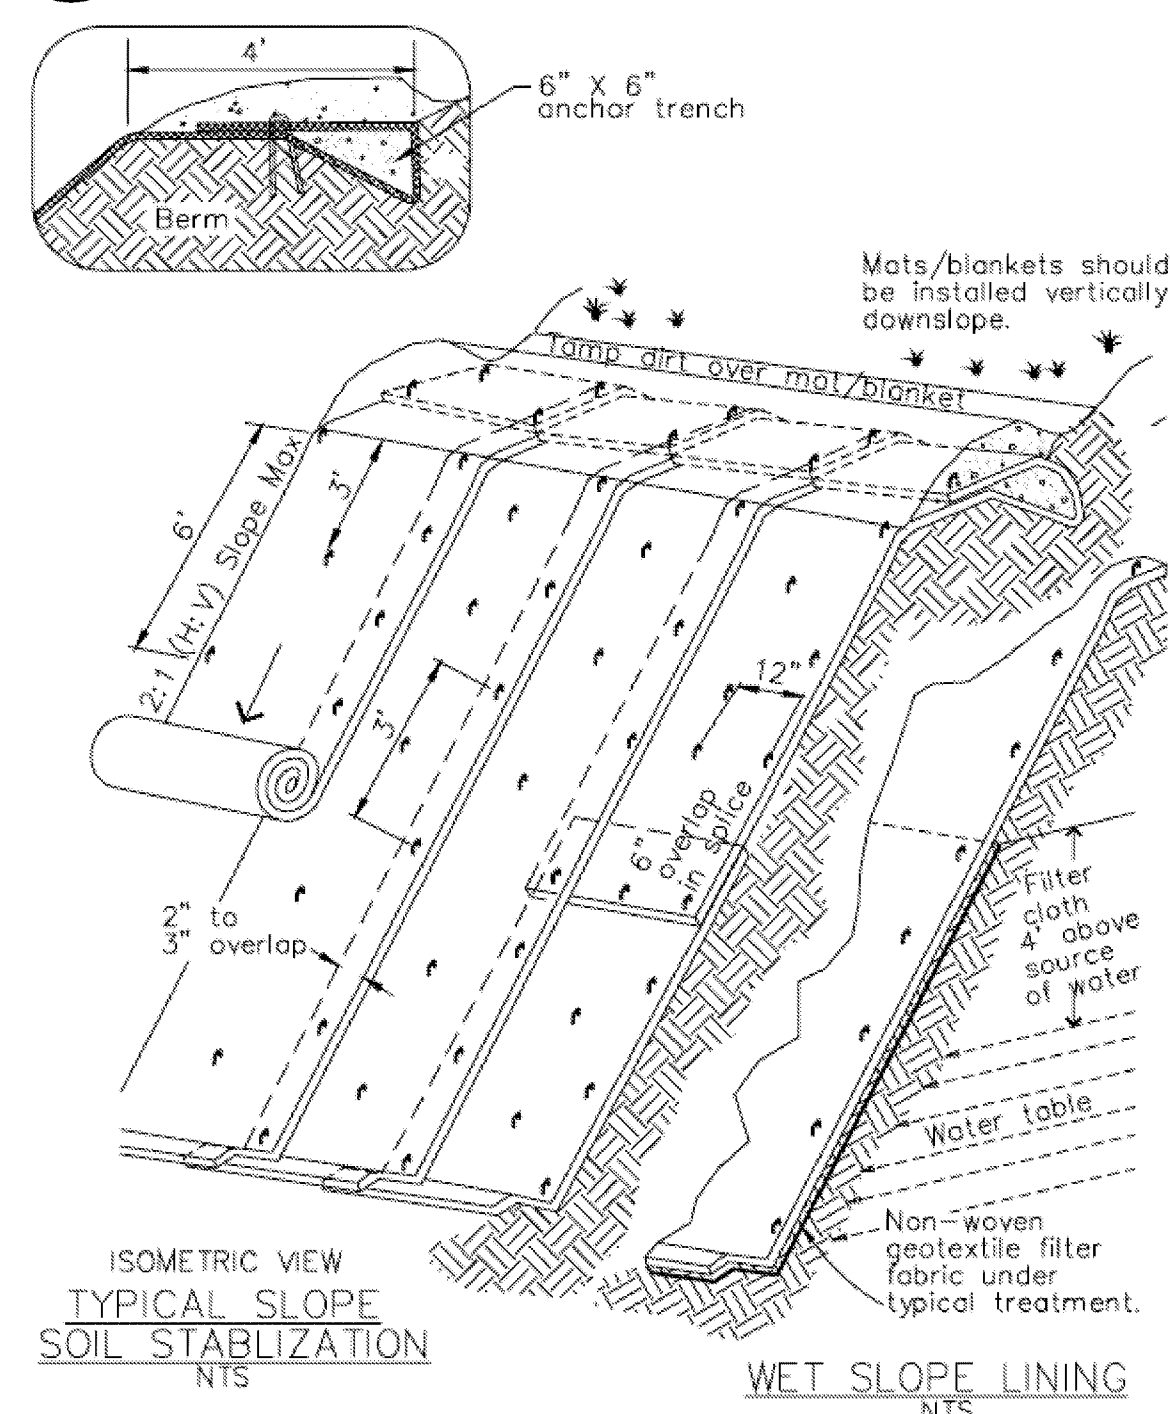 4'
6" X 6"
anchor trench
Berm
Mats/blankets should
be installed vertically
downslope.
Tamp dirt over mat/blanket
6'
2:1 (H:V) Slope Max
3'
3'
12"
6"
overlap
in splice
2" to
3" overlap
Filter
cloth
4' above
source
of water
Water table
Non-woven
geotextile filter
fabric under
typical treatment.
ISOMETRIC VIEW
TYPICAL SLOPE
SOIL STABLIZATION
NTS
WET SLOPE LINING
NTS